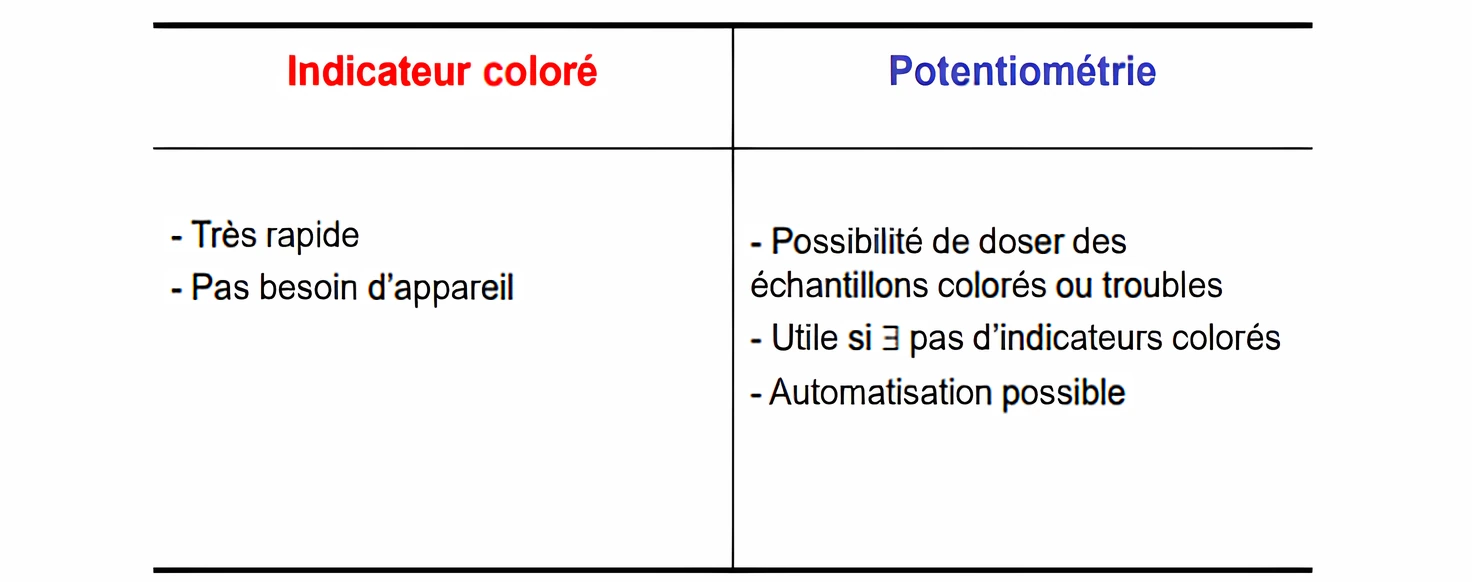 Indicateur coloré
Potentiométrie
- Très rapide
- Pas besoin d’appareil
- Possibilité de doser des
échantillons colorés ou troubles
- Utile si ∃ pas d’indicateurs colorés
- Automatisation possible